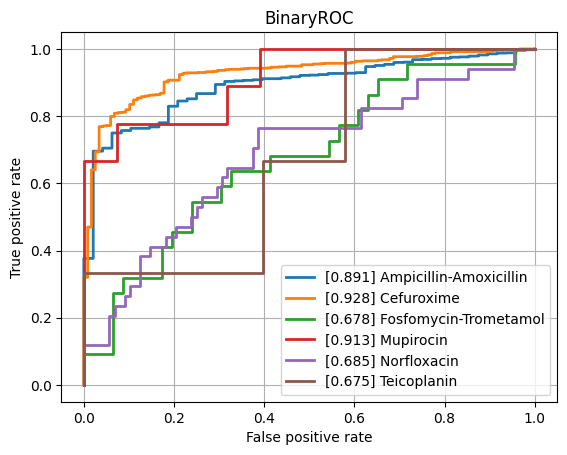 BinaryROC
True positive rate
1.0
0.8
0.6
0.4
0.2
0.0
[0.891] Ampicillin-Amoxicillin
[0.928] Cefuroxime
[0.678] Fosfomycin-Trometamol
[0.913] Mupirocin
[0.685] Norfloxacin
[0.675] Teicoplanin
0.0 0.2 0.4 0.6 0.8 1.0
False positive rate